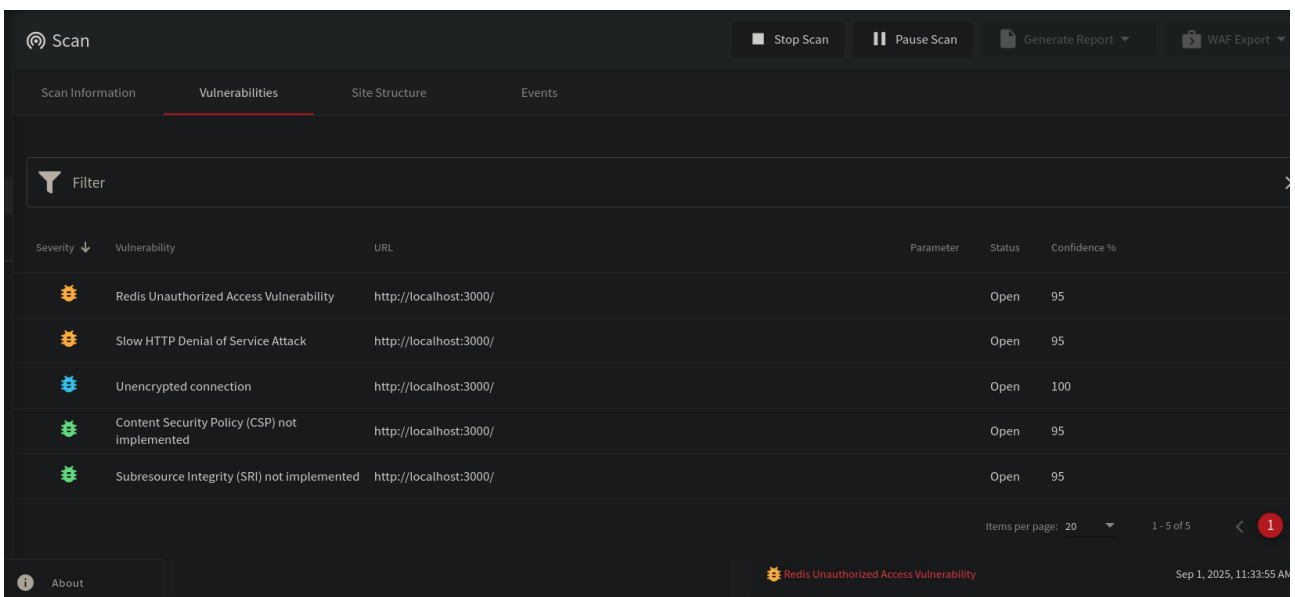 Scan
Stop Scan
Pause Scan
Generate Report
WAF Export
Scan Information
Vulnerabilities
Site Structure
Events
Filter
Severity
Vulnerability
URL
Parameter
Status
Confidence %
Redis Unauthorized Access Vulnerability
http://localhost:3000/
Open
95
Slow HTTP Denial of Service Attack
http://localhost:3000/
Open
95
Unencrypted connection
http://localhost:3000/
Open
100
Content Security Policy (CSP) not
implemented
http://localhost:3000/
Open
95
Subresource Integrity (SRI) not implemented
http://localhost:3000/
Open
95
Items per page: 20
1 - 5 of 5
1
About
Redis Unauthorized Access Vulnerability
Sep 1, 2025, 11:33:55 AM